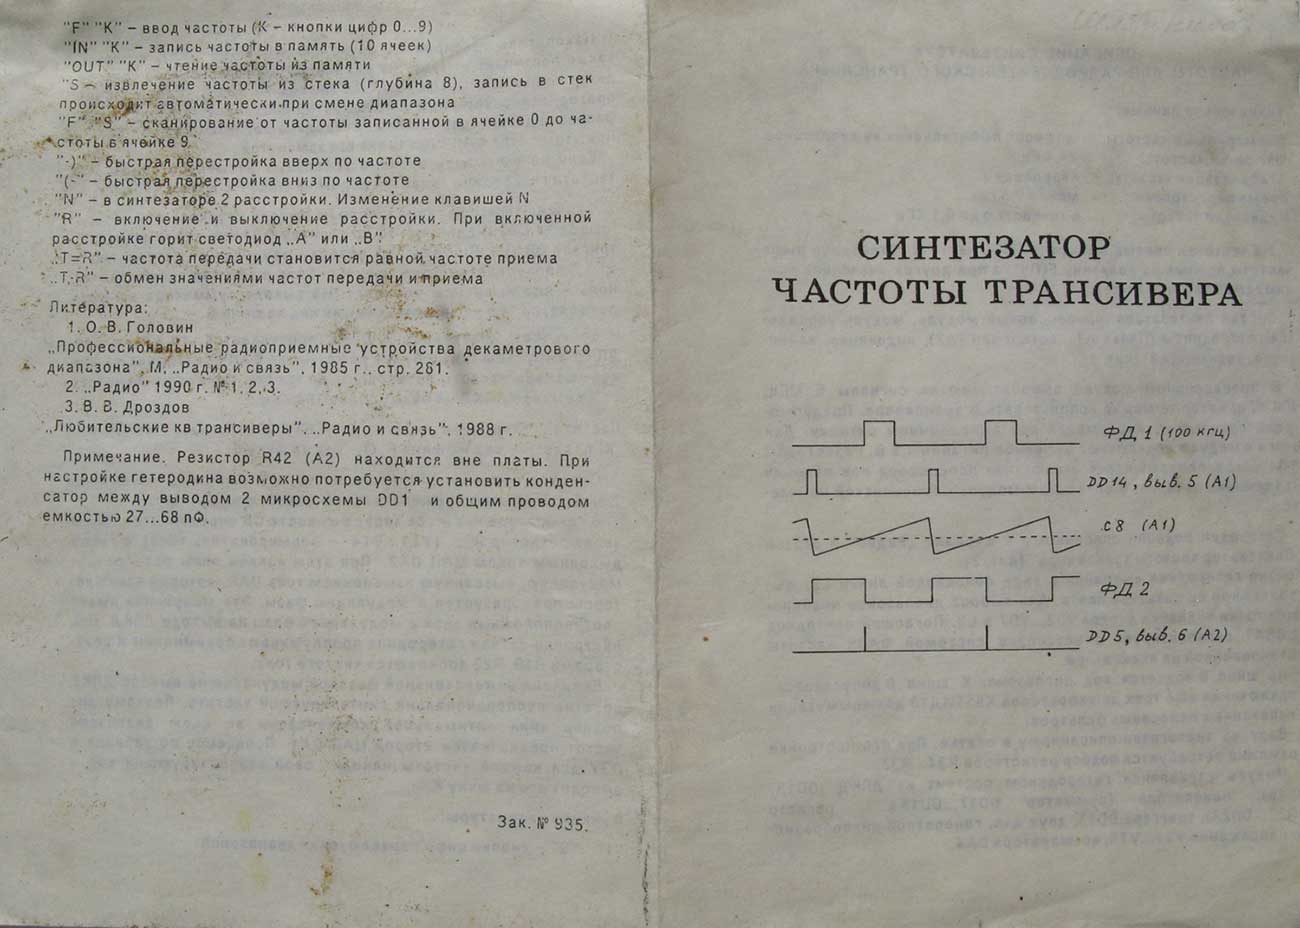 "F" "K" – ввод частоты (К – кнопки цифр 0...9)
"IN" "K" – запись частоты в память (10 ячеек)
"OUT" "K" – чтение частоты из памяти
"S – извлечение частоты из стека (глубина 8), запись в стек
происходит автоматически при смене диапазона
"F" "S" – сканирование от частоты записанной в ячейке 0 до ча-
стоты в ячейке 9.
"-)" – быстрая перестройка вверх по частоте
"(-" – быстрая перестройка вниз по частоте
"N" – в синтезаторе 2 расстройки. Изменение клавишей N
"R" – включение и выключение расстройки. При включенной
расстройке горит светодиод „А" или „В".
„T=R" – частота передачи становится равной частоте приема
„T-R" – обмен значениями частот передачи и приема
Литература:
1. О. В. Головин
„Профессиональные радиоприемные устройства декаметрового
диапазона", М, „Радио и связь", 1985 г., стр. 261.
2. „Радио" 1990 г. № 1, 2, 3.
3. В. В. Дроздов
„Любительские кв трансиверы", „Радио и связь", 1988 г.
Примечание. Резистор R42 (А2) находится вне платы. При
настройке гетеродина возможно потребуется установить конден-
сатор между выводом 2 микросхемы DD1 и общим проводом
емкостью 27...68 пФ.
Зак. № 935.
СИНТЕЗАТОР
ЧАСТОТЫ ТРАНСИВЕРА
ФД 1 (100 кгц)
DD14, выв. 5 (А1)
с8 (А1)
ФД 2
DD5, выв. 6 (А2)